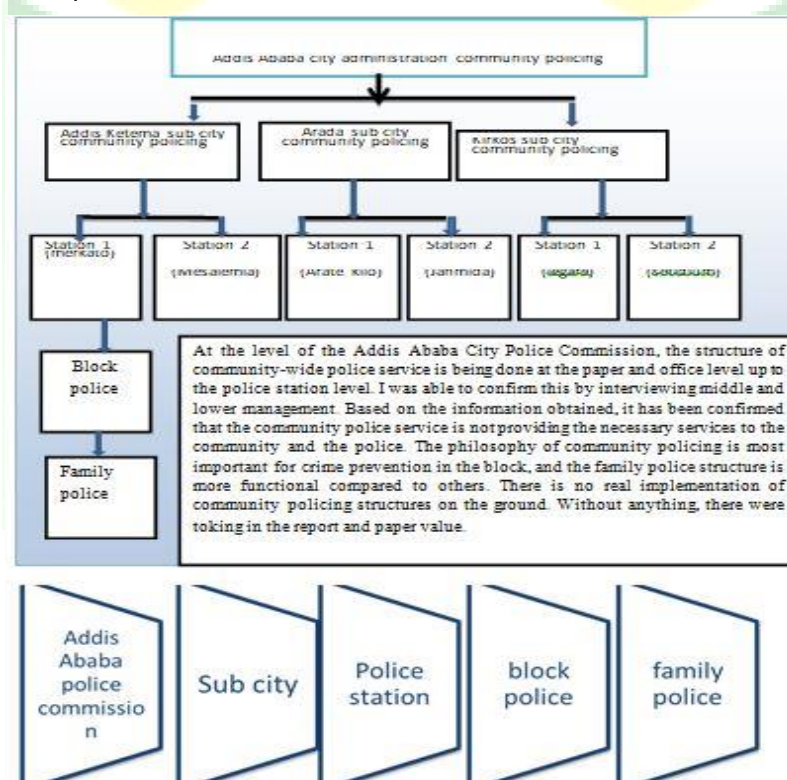 Addis Ababa city administration community policing
Addis Ketema sub city
community policing
Arada sub city
community policing
Kirkos sub city
community policing
Station 1
(merkato)
Station 2
(Mesalemia)
Station 1
(Arate kilo)
Station 2
(Janmida)
Station 1
Station 2
Block
police
Family
police
At the level of the Addis Ababa City Police Commission, the structure of
community-wide police service is being done at the paper and office level up to
the police station level. I was able to confirm this by interviewing middle and
lower management. Based on the information obtained, it has been confirmed
that the community police service is not providing the necessary services to the
community and the police. The philosophy of community policing is most
important for crime prevention in the block, and the family police structure is
more functional compared to others. There is no real implementation of
community policing structures on the ground. Without anything, there were
toking in the report and paper value.
Addis
Ababa
police
commissio
n
Sub city
Police
station
block
police
family
police